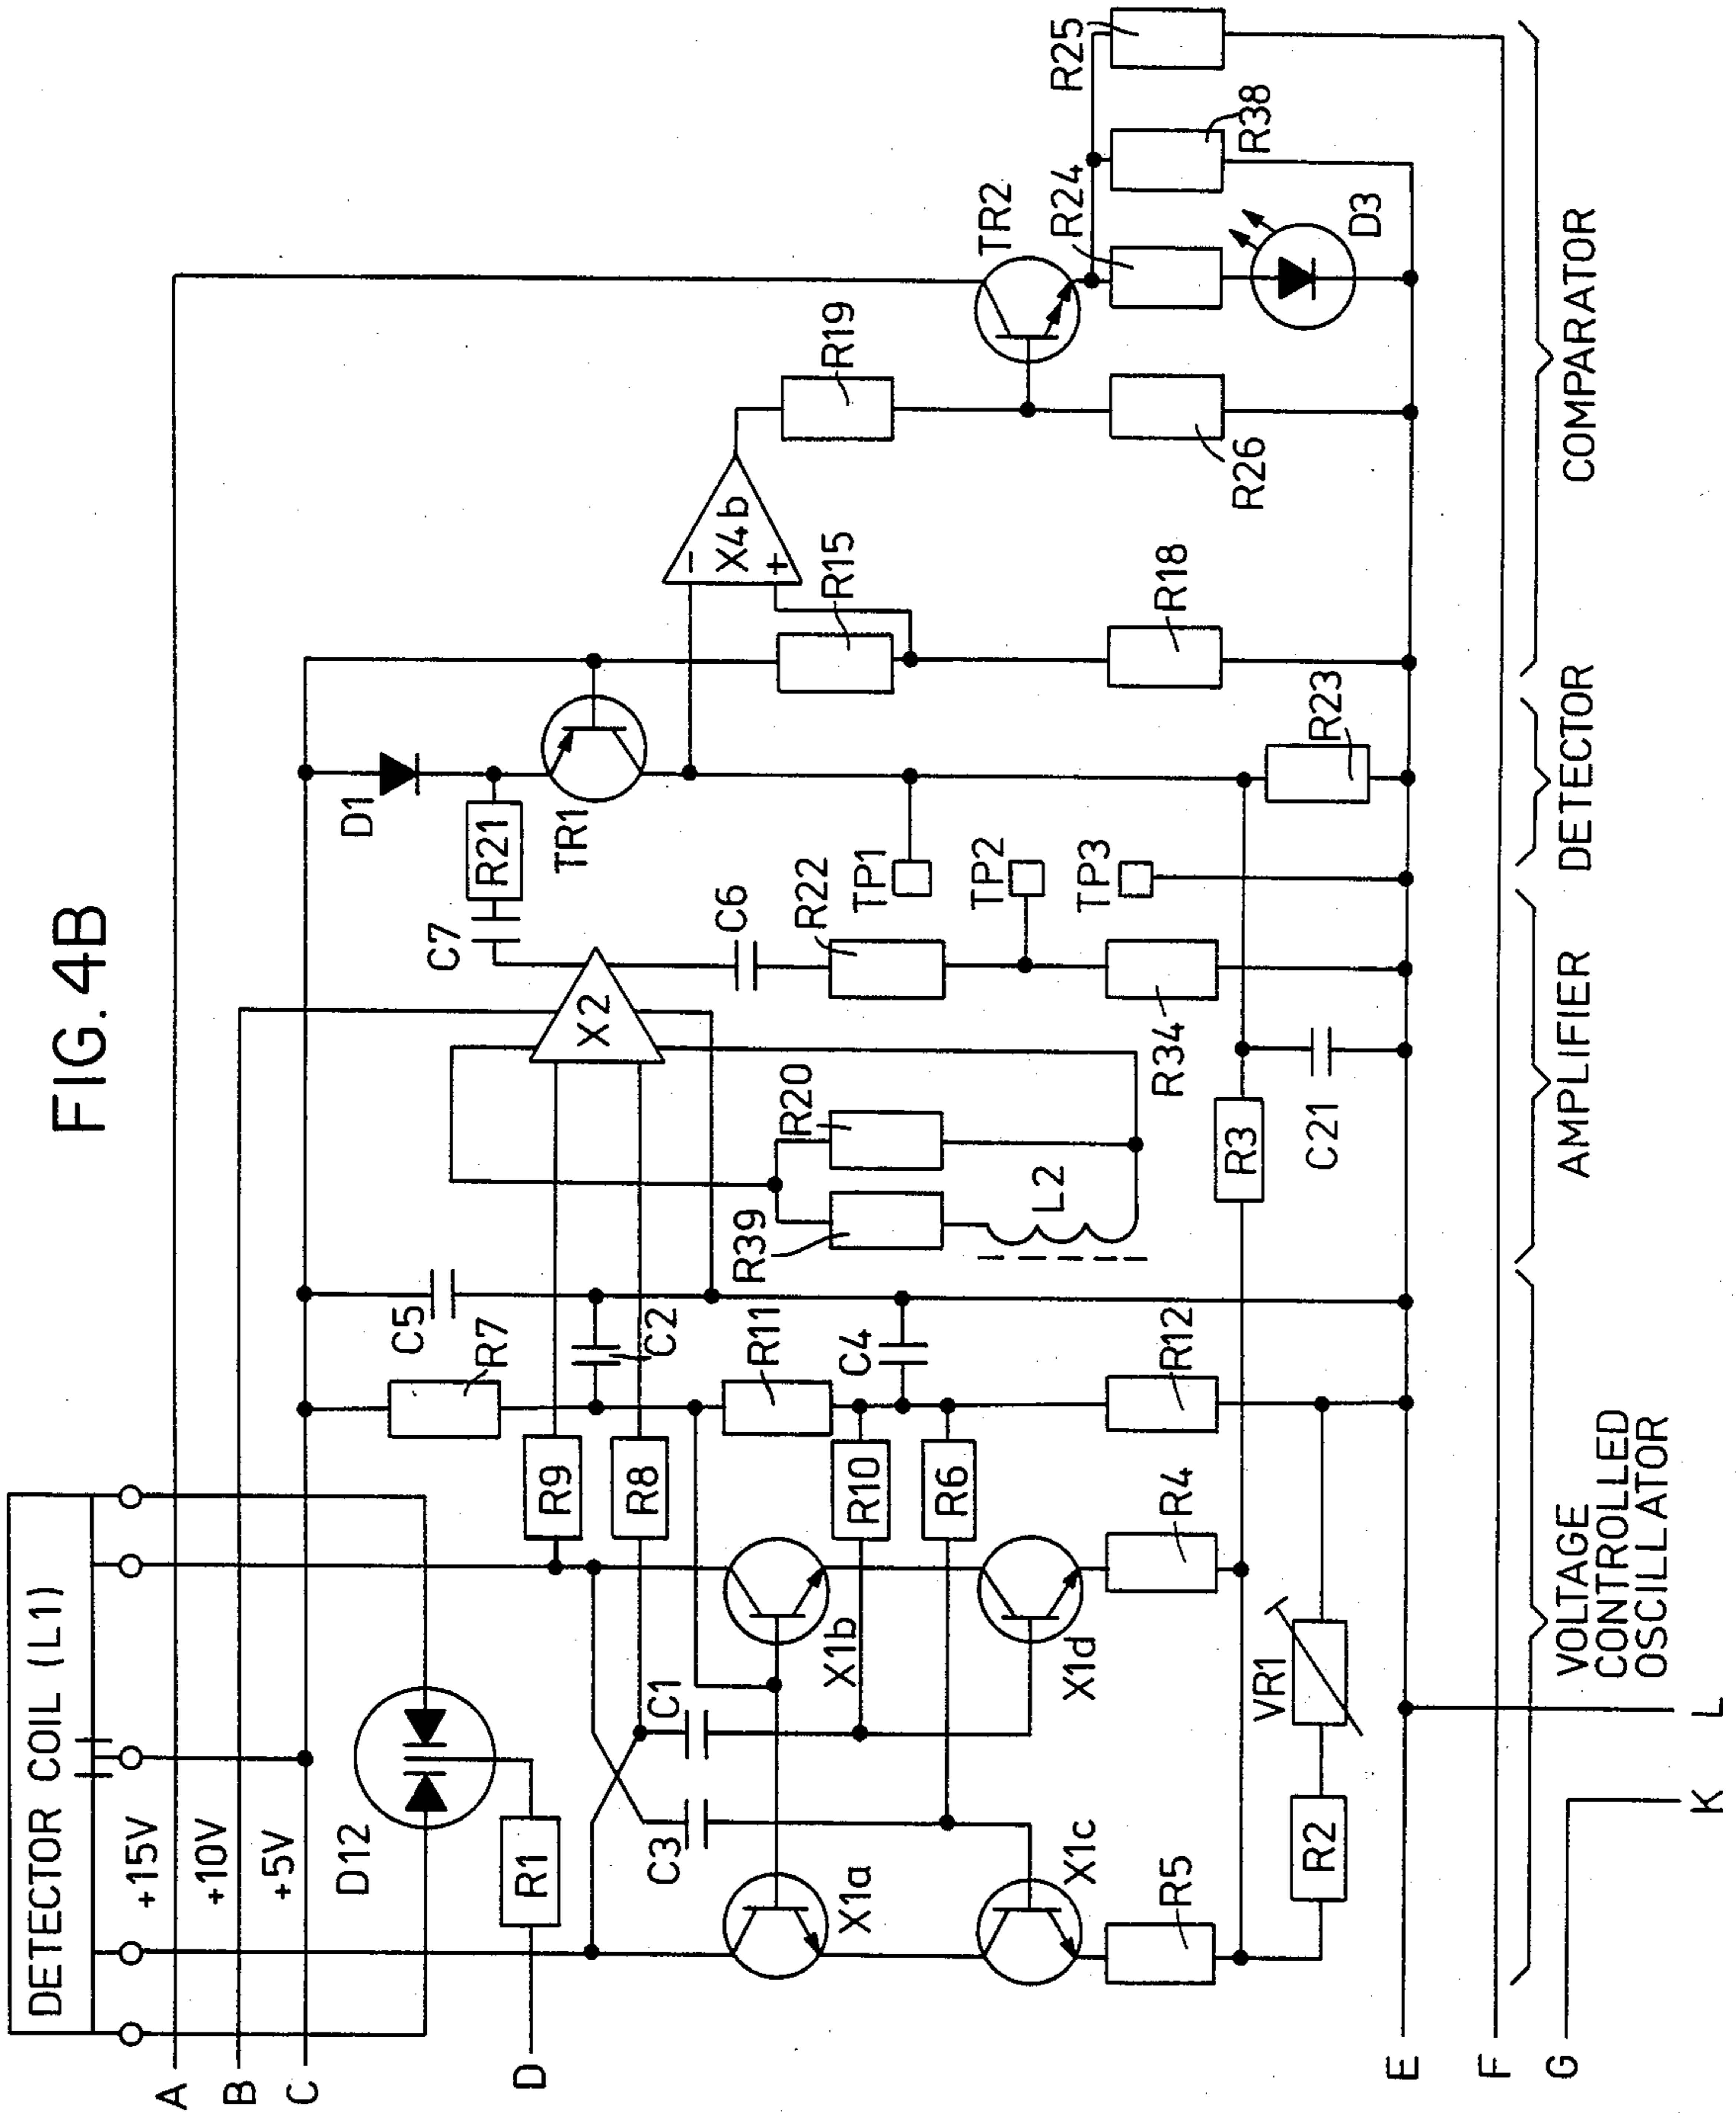 FIG. 4B
DETECTOR COIL (L1)
+15V
+10V
+5V
A
B
C
D
D12
R1
R9
R8
R7
C5
C2
R11
C4
R10
R6
R12
C1
C3
X1a
X1b
X1c
X1d
R5
R4
R2
VR1
R3
C21
R39
R20
L2
X2
C7
R21
C6
R22
R34
D1
TR1
TP1
TP2
TP3
R23
X4b
-
+
R15
R18
R19
R26
TR2
R24
D3
R38
R25
E
F
G
K
L
VOLTAGE
CONTROLLED
OSCILLATOR
AMPLIFIER
DETECTOR
COMPARATOR